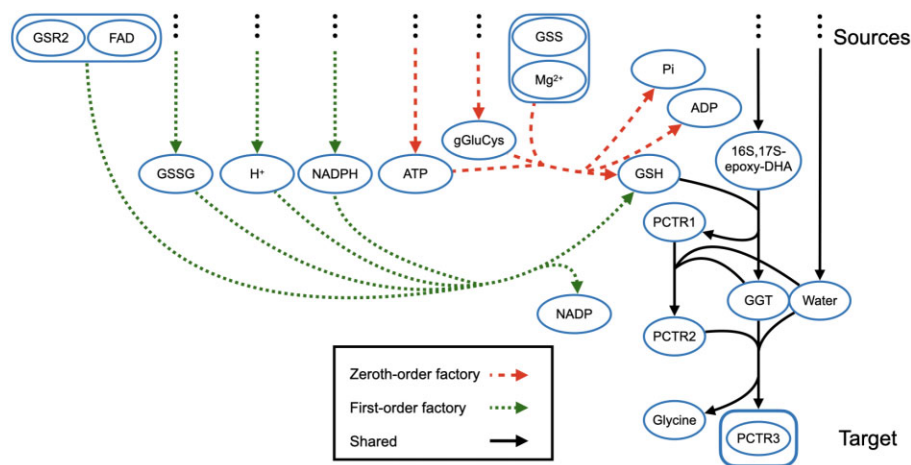 GSR2
FAD
GSS
Mg²⁺
Sources
Pi
ADP
gGluCys
16S,17S-
epoxy-DHA
GSSG
H⁺
NADPH
ATP
GSH
PCTR1
NADP
GGT
Water
PCTR2
Zeroth-order factory
First-order factory
Shared
Glycine
PCTR3
Target